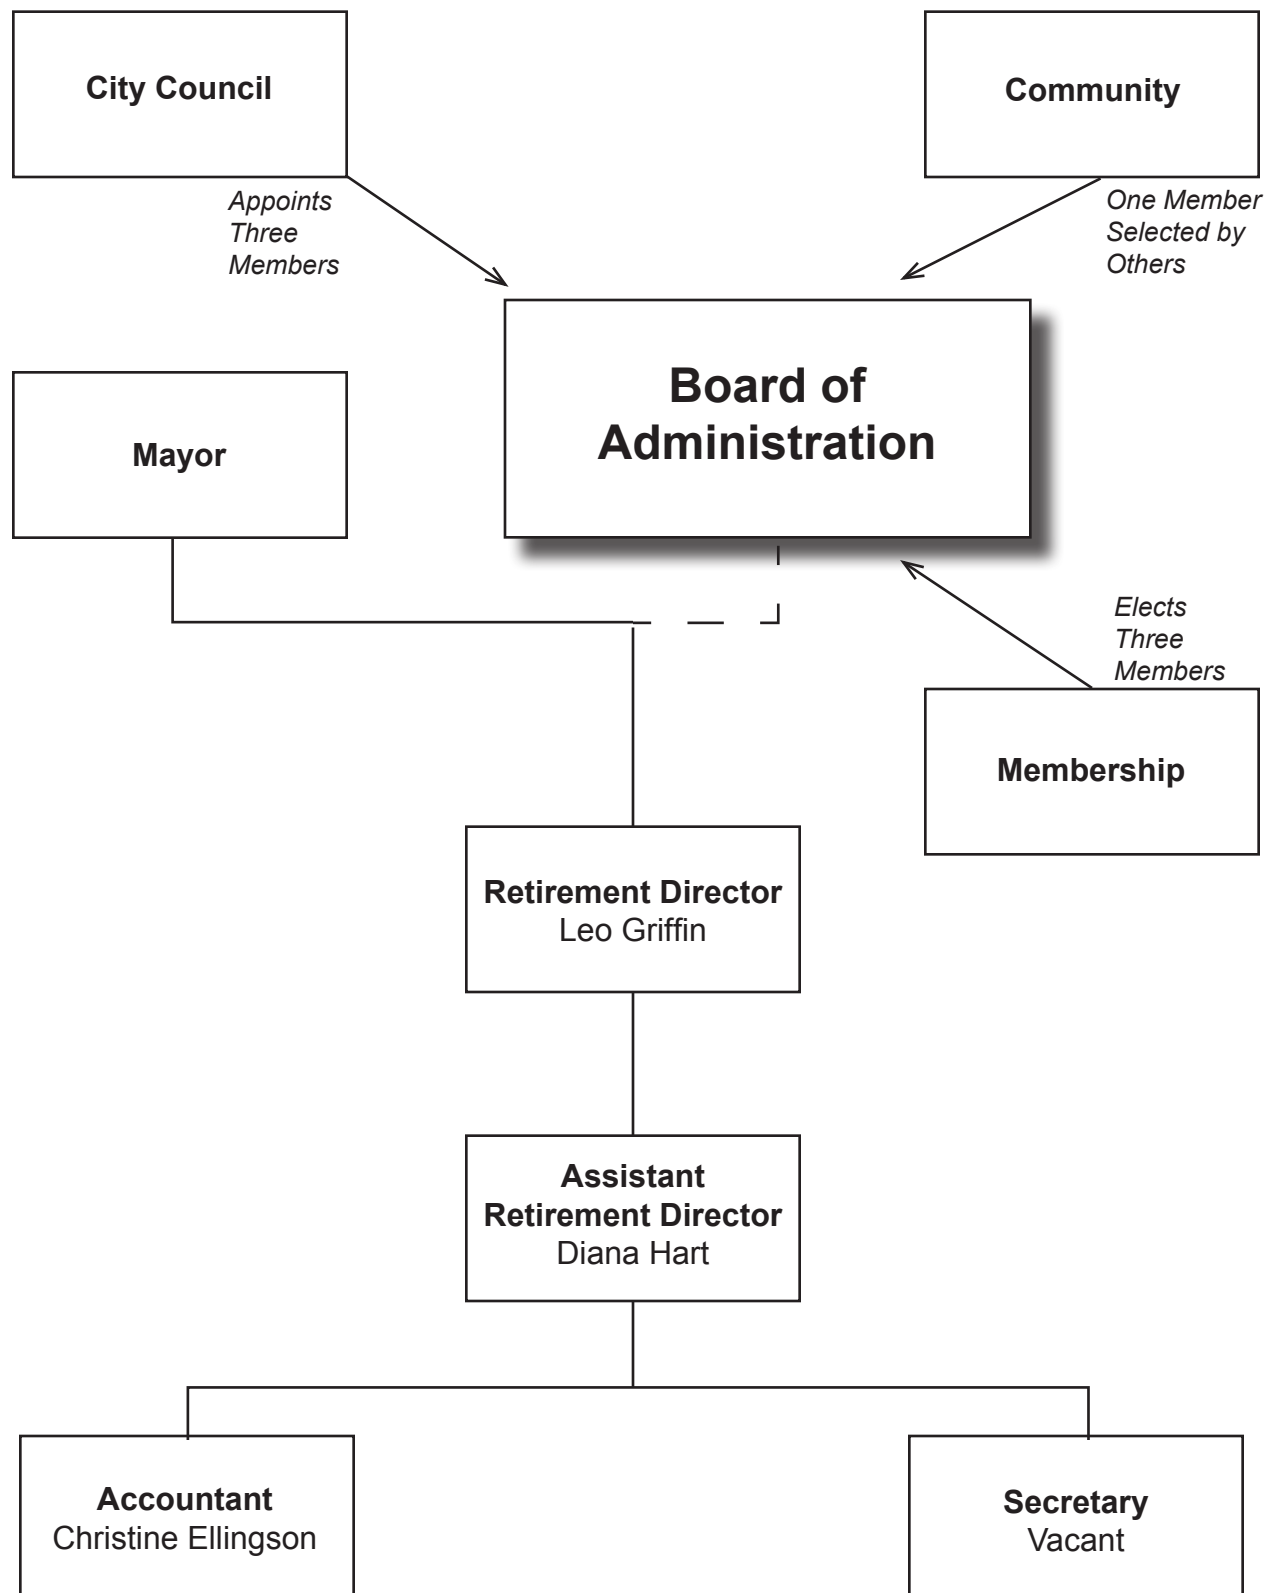 City Council
Community
Appoints
Three
Members
One Member
Selected by
Others
Board of
Administration
Mayor
Elects
Three
Members
Membership
Retirement Director
Leo Griffin
Assistant
Retirement Director
Diana Hart
Accountant
Christine Ellingson
Secretary
Vacant